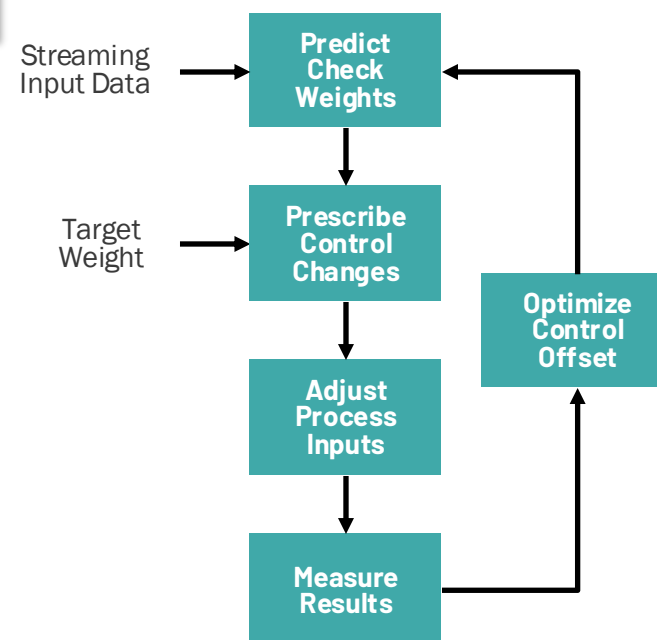 Streaming
Input Data
Predict
Check
Weights
Target
Weight
Prescribe
Control
Changes
Optimize
Control
Offset
Adjust
Process
Inputs
Measure
Results